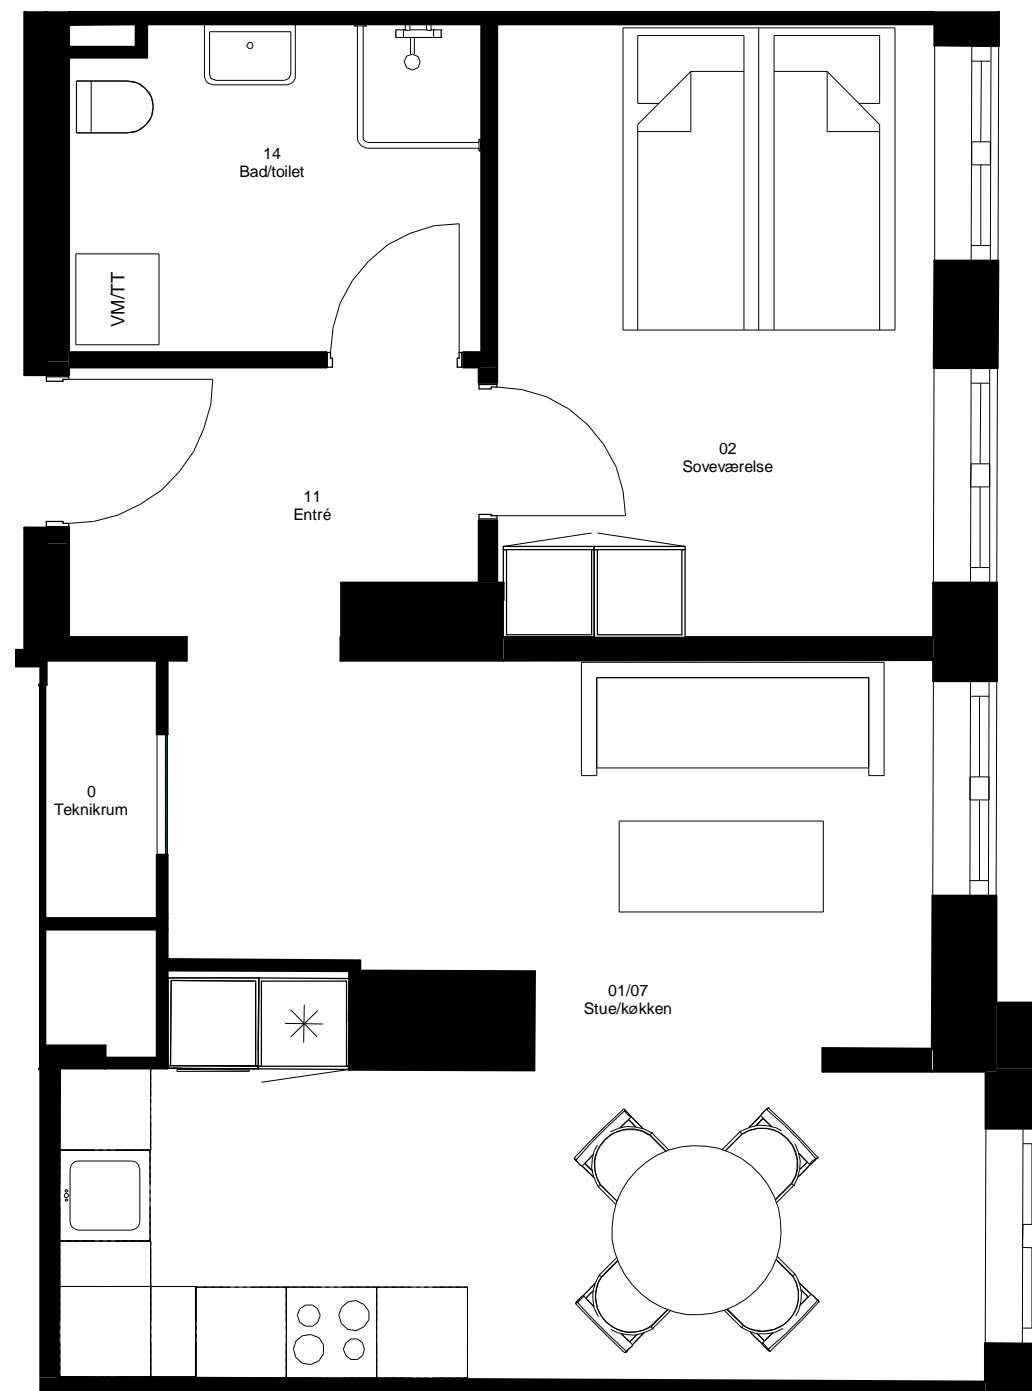 14
Bad/toilet
VM/TT
02
Soveværelse
11
Entré
0
Teknikrum
01/07
Stue/køkken